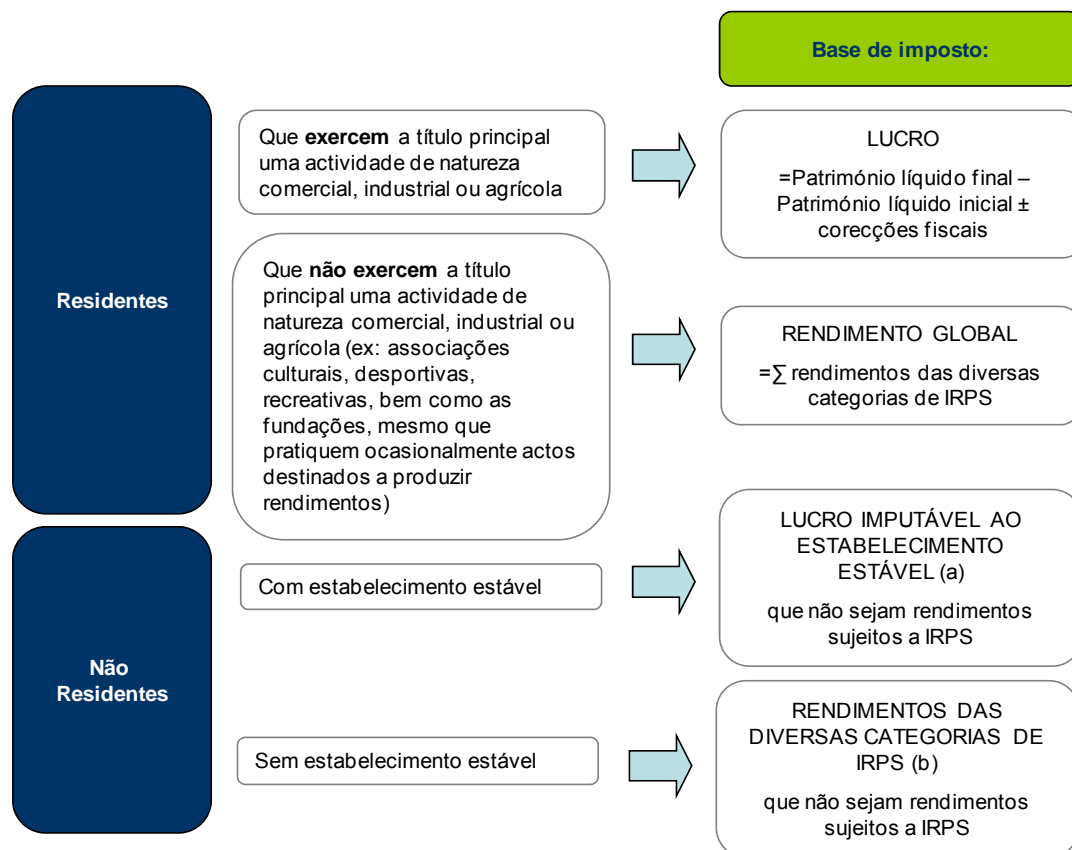 Base de imposto:
Residentes
Que exercem a título principal
uma actividade de natureza
comercial, industrial ou agrícola
LUCRO
=Património líquido final –
Património líquido inicial ±
corecções fiscais
Que não exercem a título
principal uma actividade de
natureza comercial, industrial ou
agrícola (ex: associações
culturais, desportivas,
recreativas, bem como as
fundações, mesmo que
pratiquem ocasionalmente actos
destinados a produzir
rendimentos)
RENDIMENTO GLOBAL
=∑ rendimentos das diversas
categorias de IRPS
Não
Residentes
Com estabelecimento estável
LUCRO IMPUTÁVEL AO
ESTABELECIMENTO
ESTÁVEL (a)
que não sejam rendimentos
sujeitos a IRPS
Sem estabelecimento estável
RENDIMENTOS DAS
DIVERSAS CATEGORIAS DE
IRPS (b)
que não sejam rendimentos
sujeitos a IRPS